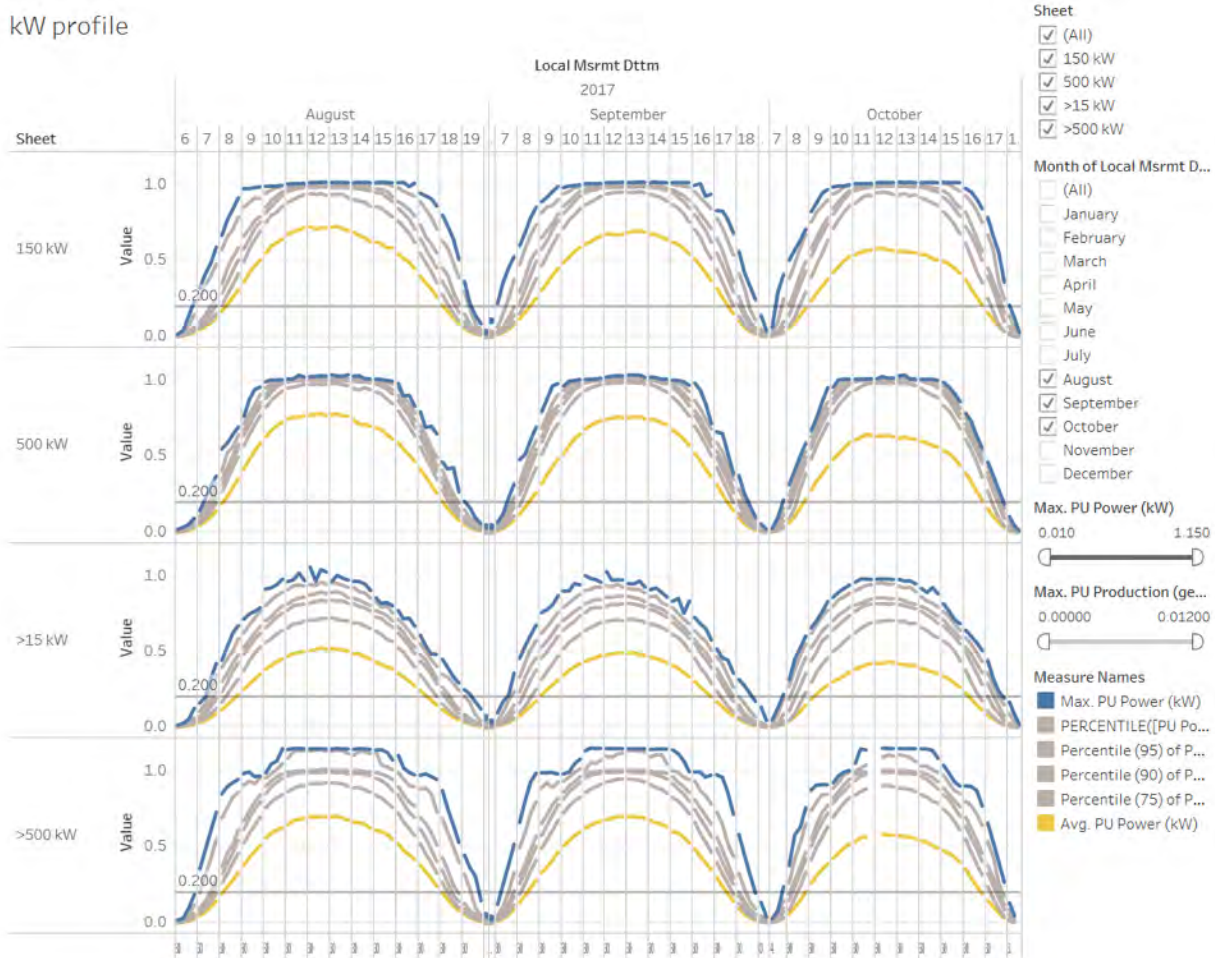 kW profile
Local Msrmt Dttm
2017
August September October
Sheet
6 7 8 9 10 11 12 13 14 15 16 17 18 19 7 8 9 10 11 12 13 14 15 16 17 18 7 8 9 10 11 12 13 14 15 16 17 1.
150 kW
Value
1.0
0.5
0.200
0.0
500 kW
Value
1.0
0.5
0.200
0.0
>15 kW
Value
1.0
0.5
0.200
0.0
>500 kW
Value
1.0
0.5
0.200
0.0
Sheet
(All)
150 kW
500 kW
>15 kW
>500 kW
Month of Local Msrmt D...
(All)
January
February
March
April
May
June
July
August
September
October
November
December
Max. PU Power (kW)
0.010 1.150
Max. PU Production (ge...
0.00000 0.01200
Measure Names
Max. PU Power (kW)
PERCENTILE([PU Po...
Percentile (95) of P...
Percentile (90) of P...
Percentile (75) of P...
Avg. PU Power (kW)